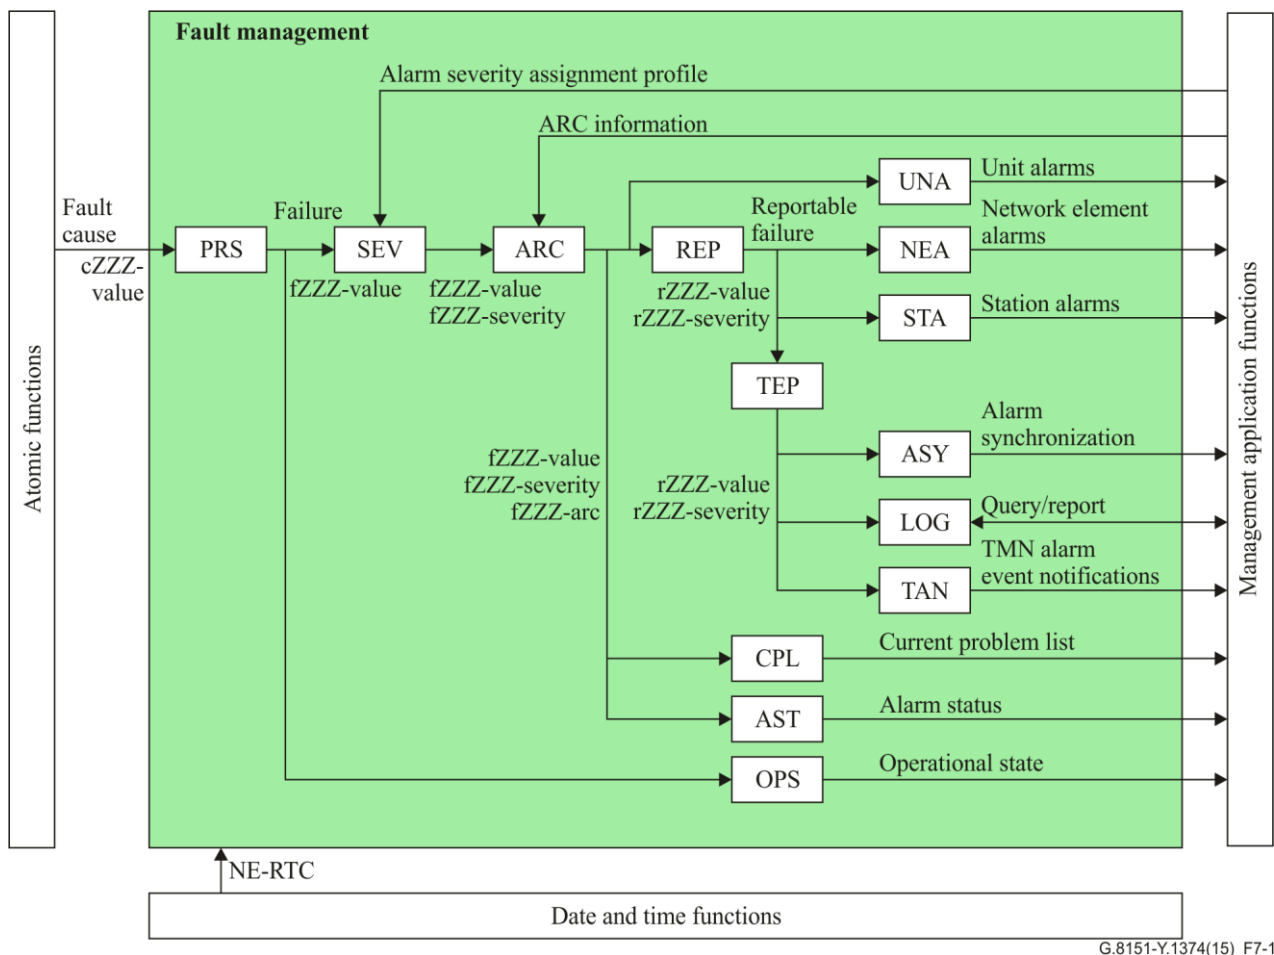 Fault management
Alarm severity assignment profile
ARC information
UNA
Unit alarms
Fault
cause
cZZZ-
value
PRS
Failure
fZZZ-value
SEV
fZZZ-value
fZZZ-severity
ARC
REP
Reportable
failure
NEA
Network element
alarms
rZZZ-value
rZZZ-severity
STA
Station alarms
TEP
Atomic functions
Management application functions
fZZZ-value
fZZZ-severity
fZZZ-arc
rZZZ-value
rZZZ-severity
ASY
Alarm
synchronization
LOG
Query/report
TAN
TMN alarm
event notifications
CPL
Current problem list
AST
Alarm status
OPS
Operational state
NE-RTC
Date and time functions
G.8151-Y.1374(15) F7-1